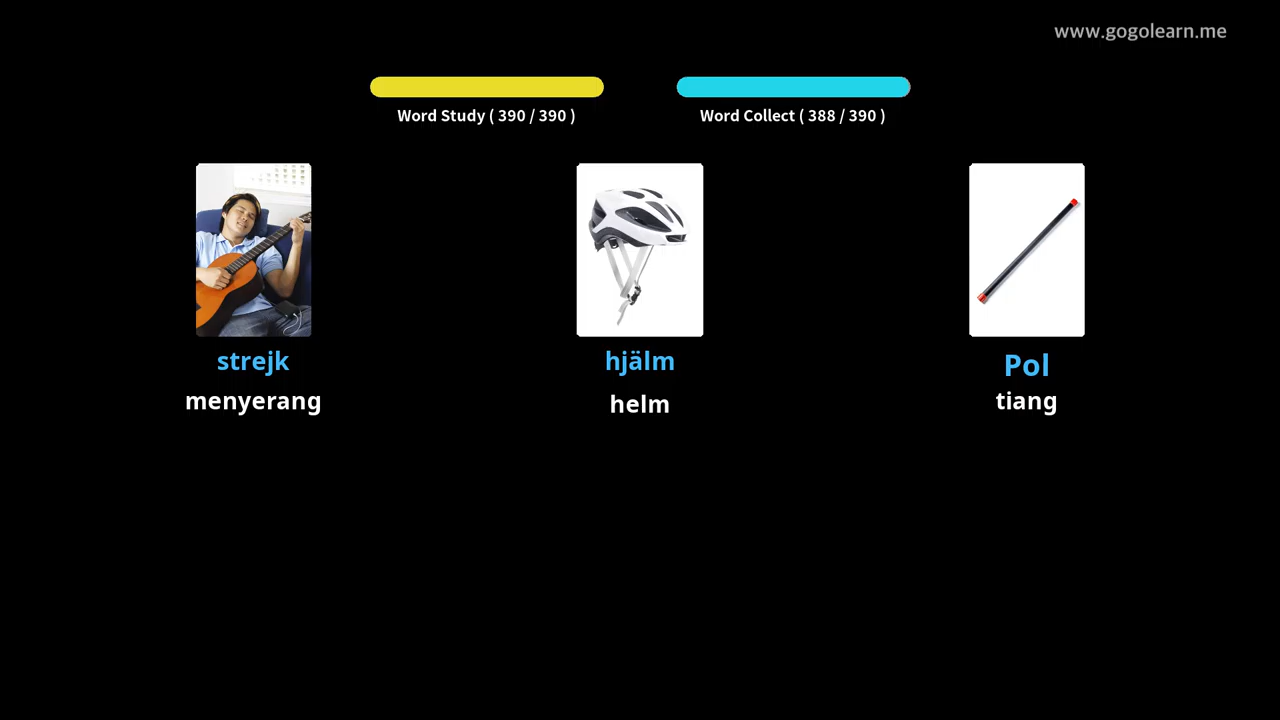 www.gogolearn.me
Word Study ( 390 / 390 )
Word Collect ( 388 / 390 )
strejk
menyerang
hjälm
helm
Pol
tiang